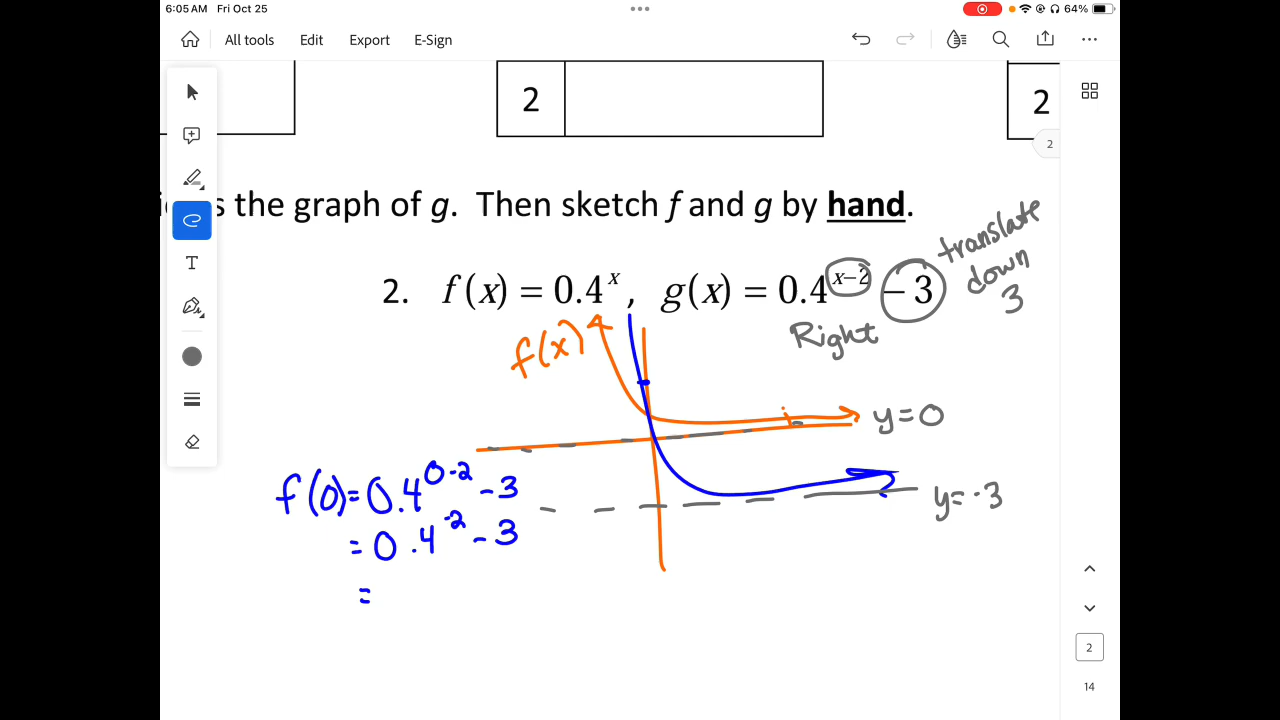 6:05 AM Fri Oct 25
64%
All tools Edit Export E-Sign
2
2
2
s the graph of g. Then sketch f and g by hand.
translate
down
3
2. f(x) = 0.4^x, g(x) = 0.4^(x−2) − 3
Right
f(x)
y=0
f(0)=0.4^(0-2) -3
y=-3
=0.4^(-2) -3
=
T
2
14